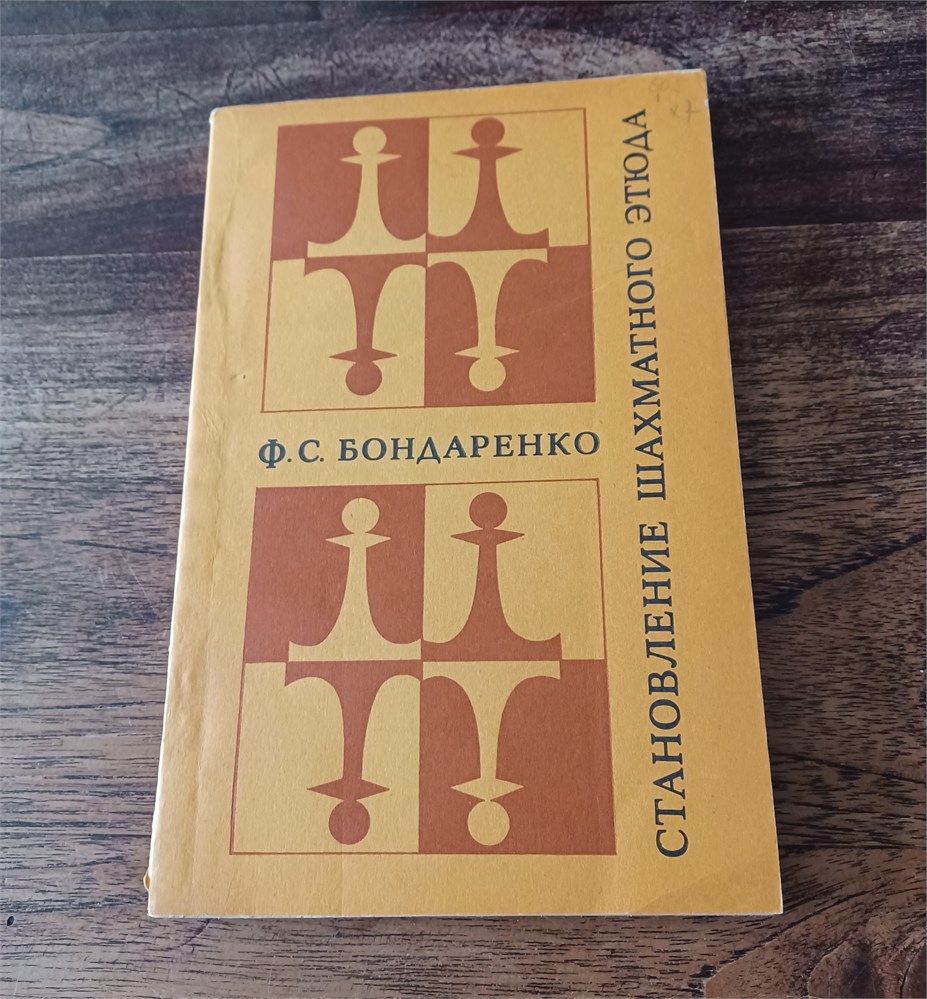 Ф. С. БОНДАРЕНКО
СТАНОВЛЕНИЕ ШАХМАТНОГО ЭТЮДА